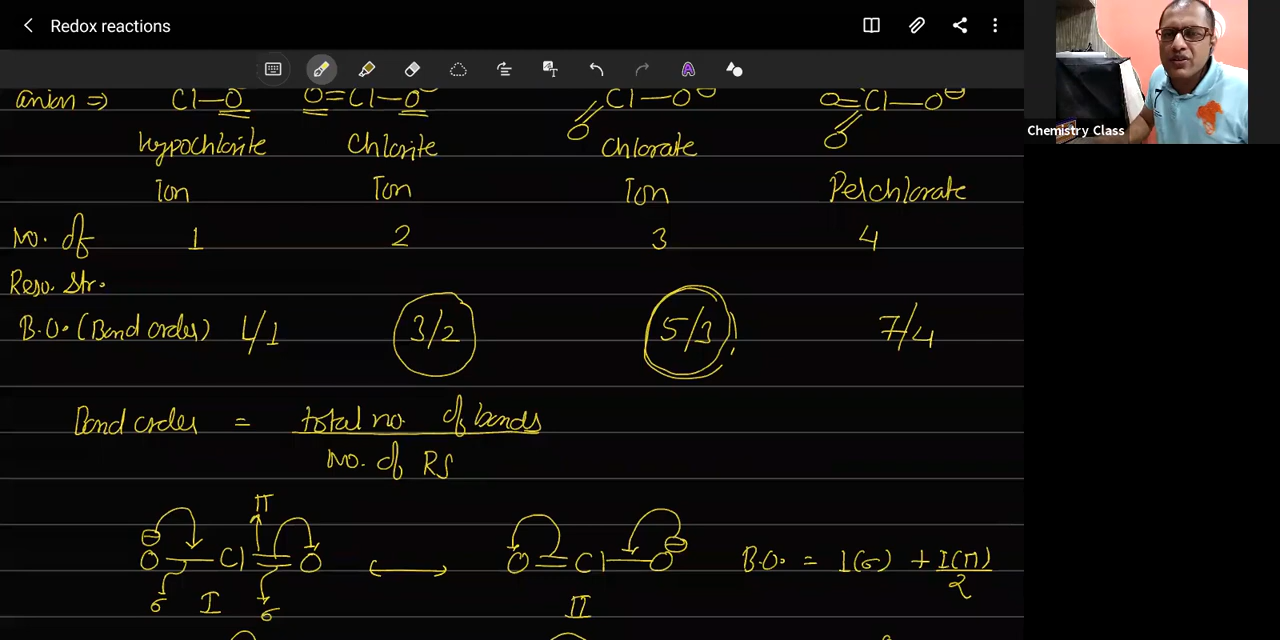 Redox reactions
Chemistry Class
anion ⇒ Cl—O⊖ O=Cl—O⊖ Cl—O⊖ O=Cl—O⊖
O O
hypochlorite Chlorite Chlorate Perchlorate
Ion Ion Ion
No. of 1 2 3 4
Reso. Str.
B.O. (Bond order) 1/1 3/2 5/3 7/4
Bond order = total no. of bonds
No. of RS
π
⊖ ⊖
O—Cl=O ⟷ O=Cl—O B.O. = 1(σ) + 1(π)/2
σ I σ II